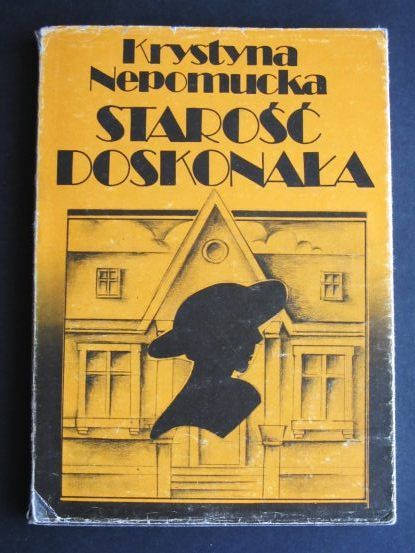 Krystyna
Nepomucka
STAROŚĆ
DOSKONAŁA